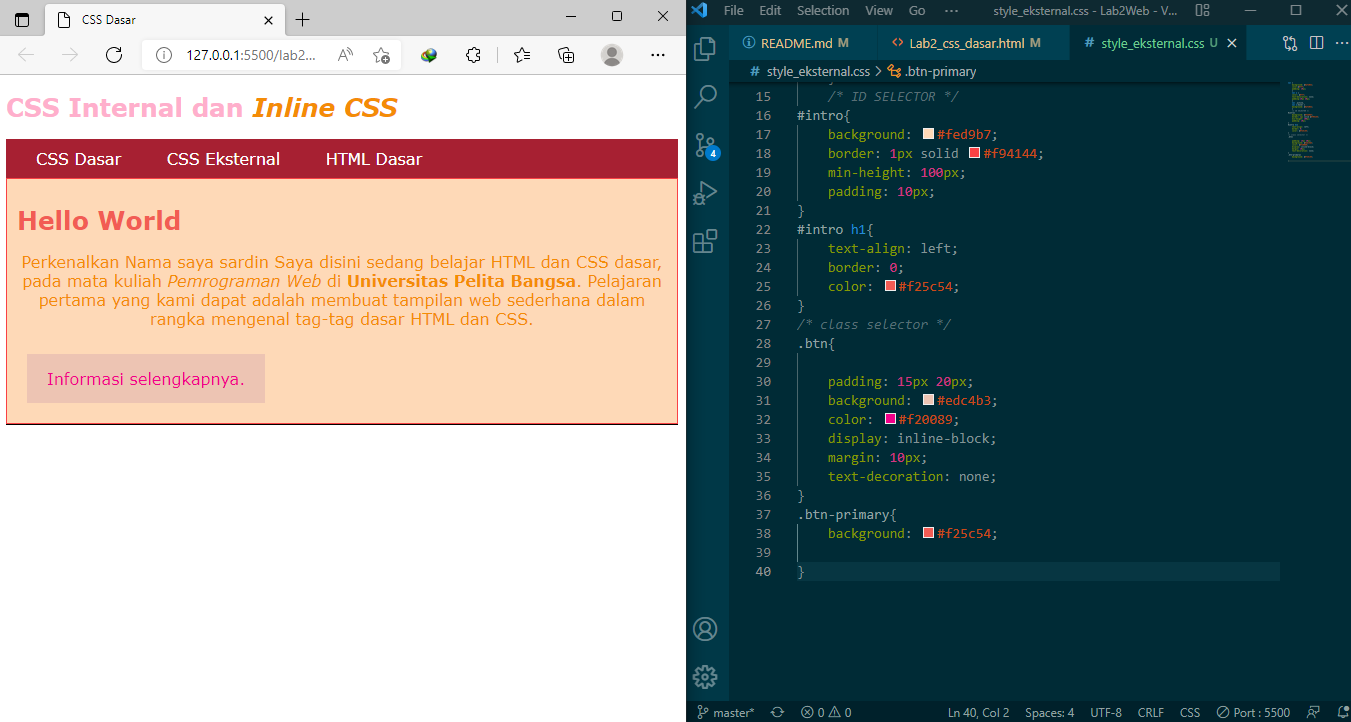 CSS Dasar
127.0.0.1:5500/lab2...
CSS Internal dan Inline CSS
CSS Dasar CSS Eksternal HTML Dasar
Hello World
Perkenalkan Nama saya sardin Saya disini sedang belajar HTML dan CSS dasar,
pada mata kuliah Pemrograman Web di Universitas Pelita Bangsa. Pelajaran
pertama yang kami dapat adalah membuat tampilan web sederhana dalam
rangka mengenal tag-tag dasar HTML dan CSS.
Informasi selengkapnya.
File Edit Selection View Go ··· style_eksternal.css - Lab2Web - V...
README.md M Lab2_css_dasar.html M # style_eksternal.css U
# style_eksternal.css > .btn-primary
4
15 /* ID SELECTOR */
16 #intro{
17 background: #fed9b7;
18 border: 1px solid #f94144;
19 min-height: 100px;
20 padding: 10px;
21 }
22 #intro h1{
23 text-align: left;
24 border: 0;
25 color: #f25c54;
26 }
27 /* class selector */
28 .btn{
29
30 padding: 15px 20px;
31 background: #edc4b3;
32 color: #f20089;
33 display: inline-block;
34 margin: 10px;
35 text-decoration: none;
36 }
37 .btn-primary{
38 background: #f25c54;
39
40 }
master* 0 0 Ln 40, Col 2 Spaces: 4 UTF-8 CRLF CSS Port : 5500